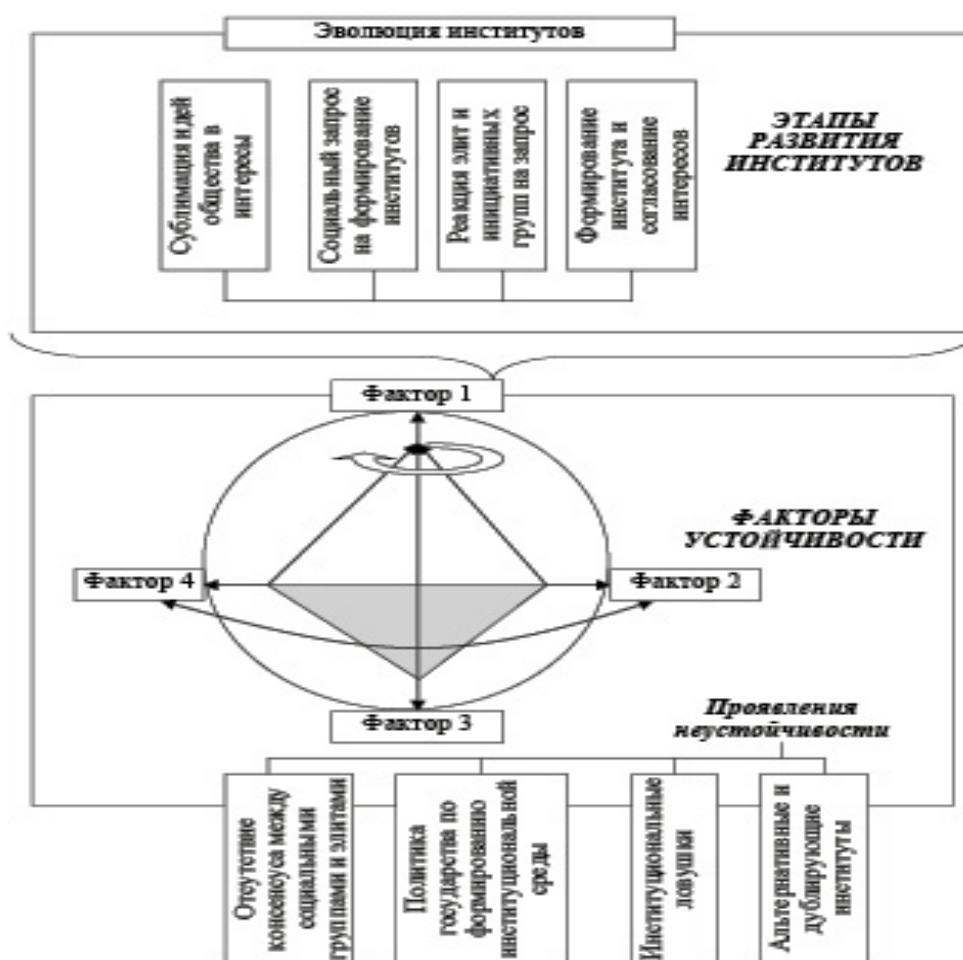 Эволюция институтов
Сублимация идей
общества в
интересы
Социальный запрос
на формирование
институтов
Реакция элит и
инициативных
групп на запрос
Формирование
института и
согласование
интересов
ЭТАПЫ
РАЗВИТИЯ
ИНСТИТУТОВ
Фактор 1
ФАКТОРЫ
УСТОЙЧИВОСТИ
Фактор 4
Фактор 2
Фактор 3
Проявления
неустойчивости
Отсутствие
консенсуса между
социальными
группами и элитами
Политика
государства по
формированию
институциональной
среды
Институциональные
ловушки
Альтернативные и
дублирующие
институты